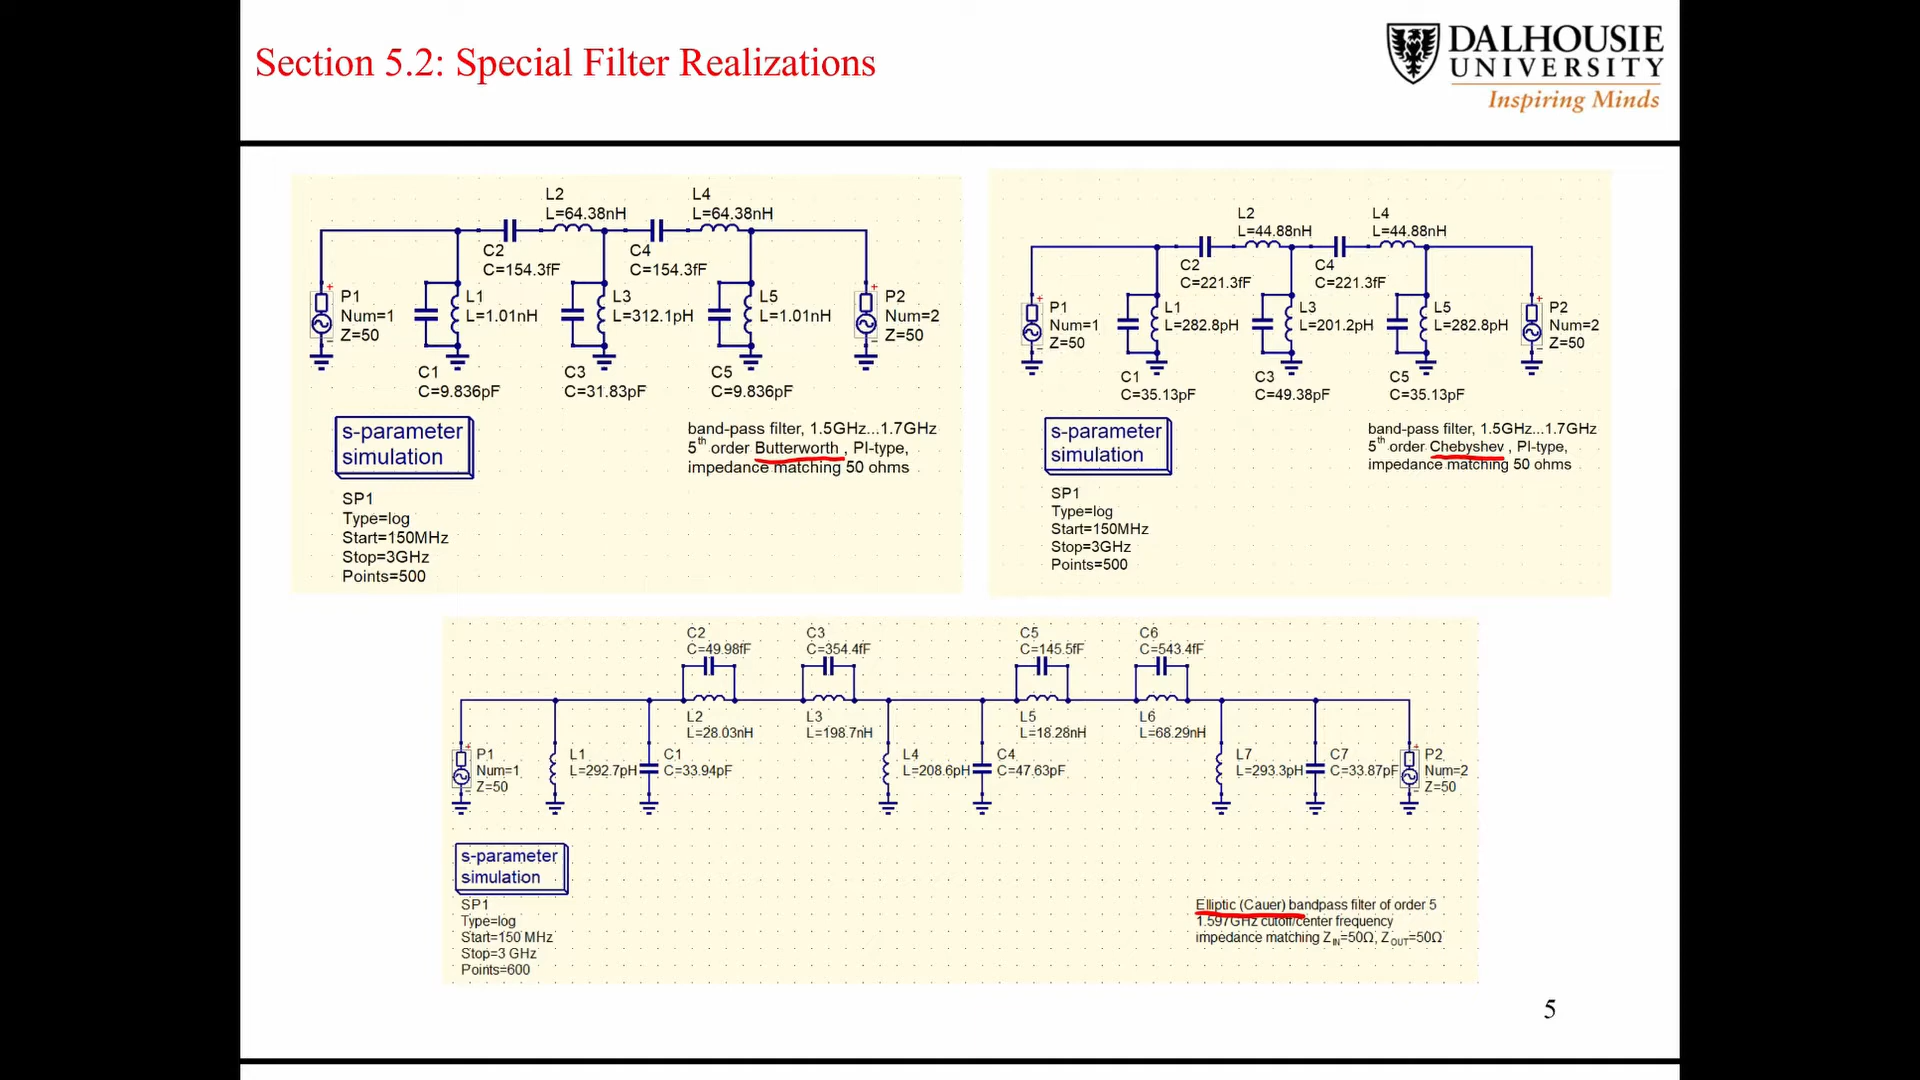 Section 5.2: Special Filter Realizations
DALHOUSIE
UNIVERSITY
Inspiring Minds
L2
L=64.38nH
L4
L=64.38nH
C2
C=154.3fF
C4
C=154.3fF
P1
Num=1
Z=50
L1
L=1.01nH
L3
L=312.1pH
L5
L=1.01nH
P2
Num=2
Z=50
C1
C=9.836pF
C3
C=31.83pF
C5
C=9.836pF
s-parameter
simulation
band-pass filter, 1.5GHz...1.7GHz
5th order Butterworth , PI-type,
impedance matching 50 ohms
SP1
Type=log
Start=150MHz
Stop=3GHz
Points=500
L2
L=44.88nH
L4
L=44.88nH
C2
C=221.3fF
C4
C=221.3fF
P1
Num=1
Z=50
L1
L=282.8pH
L3
L=201.2pH
L5
L=282.8pH
P2
Num=2
Z=50
C1
C=35.13pF
C3
C=49.38pF
C5
C=35.13pF
s-parameter
simulation
band-pass filter, 1.5GHz...1.7GHz
5th order Chebyshev , PI-type,
impedance matching 50 ohms
SP1
Type=log
Start=150MHz
Stop=3GHz
Points=500
C2
C=49.98fF
C3
C=354.4fF
C5
C=145.5fF
C6
C=543.4fF
L2
L=28.03nH
L3
L=198.7nH
L5
L=18.28nH
L6
L=68.29nH
P1
Num=1
Z=50
L1
L=292.7pH
C1
C=33.94pF
L4
L=208.6pH
C4
C=47.63pF
L7
L=293.3pH
C7
C=33.87pF
P2
Num=2
Z=50
s-parameter
simulation
SP1
Type=log
Start=150 MHz
Stop=3 GHz
Points=600
Elliptic (Cauer) bandpass filter of order 5
1.597GHz cutoff/center frequency
impedance matching ZIN=50Ω, ZOUT=50Ω
5